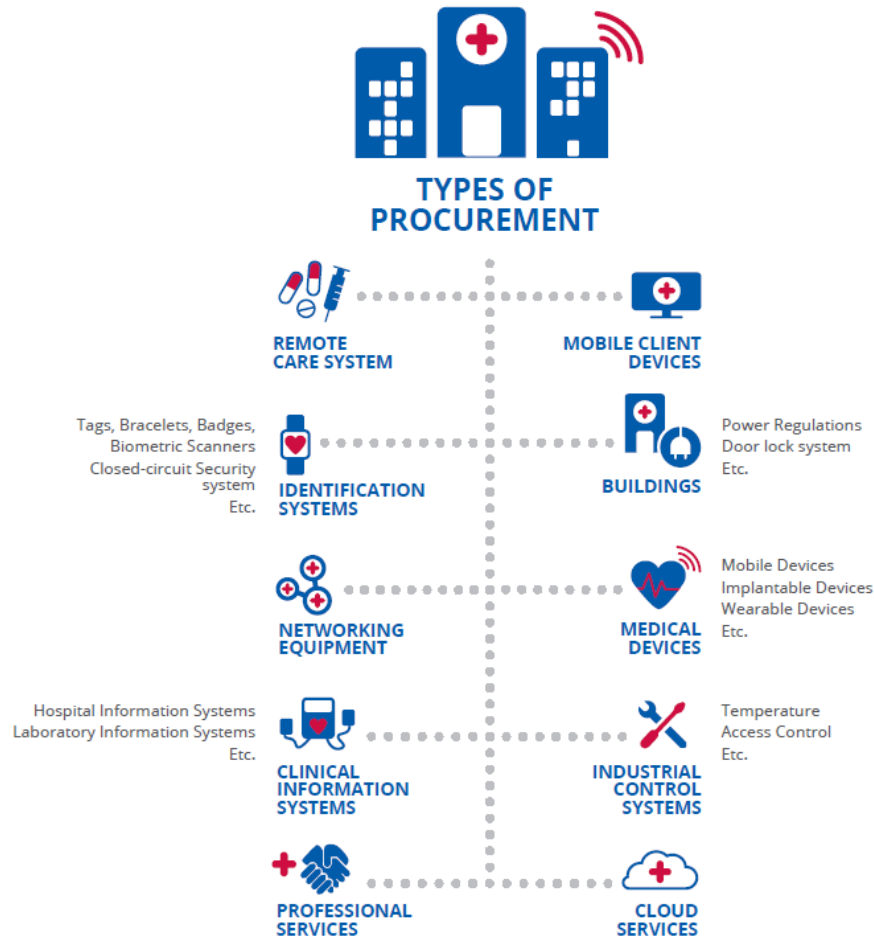 TYPES OF
PROCUREMENT
REMOTE
CARE SYSTEM
MOBILE CLIENT
DEVICES
Tags, Bracelets, Badges,
Biometric Scanners
Closed-circuit Security
system
Etc.
IDENTIFICATION
SYSTEMS
BUILDINGS
Power Regulations
Door lock system
Etc.
NETWORKING
EQUIPMENT
MEDICAL
DEVICES
Mobile Devices
Implantable Devices
Wearable Devices
Etc.
Hospital Information Systems
Laboratory Information Systems
Etc.
CLINICAL
INFORMATION
SYSTEMS
INDUSTRIAL
CONTROL
SYSTEMS
Temperature
Access Control
Etc.
PROFESSIONAL
SERVICES
CLOUD
SERVICES